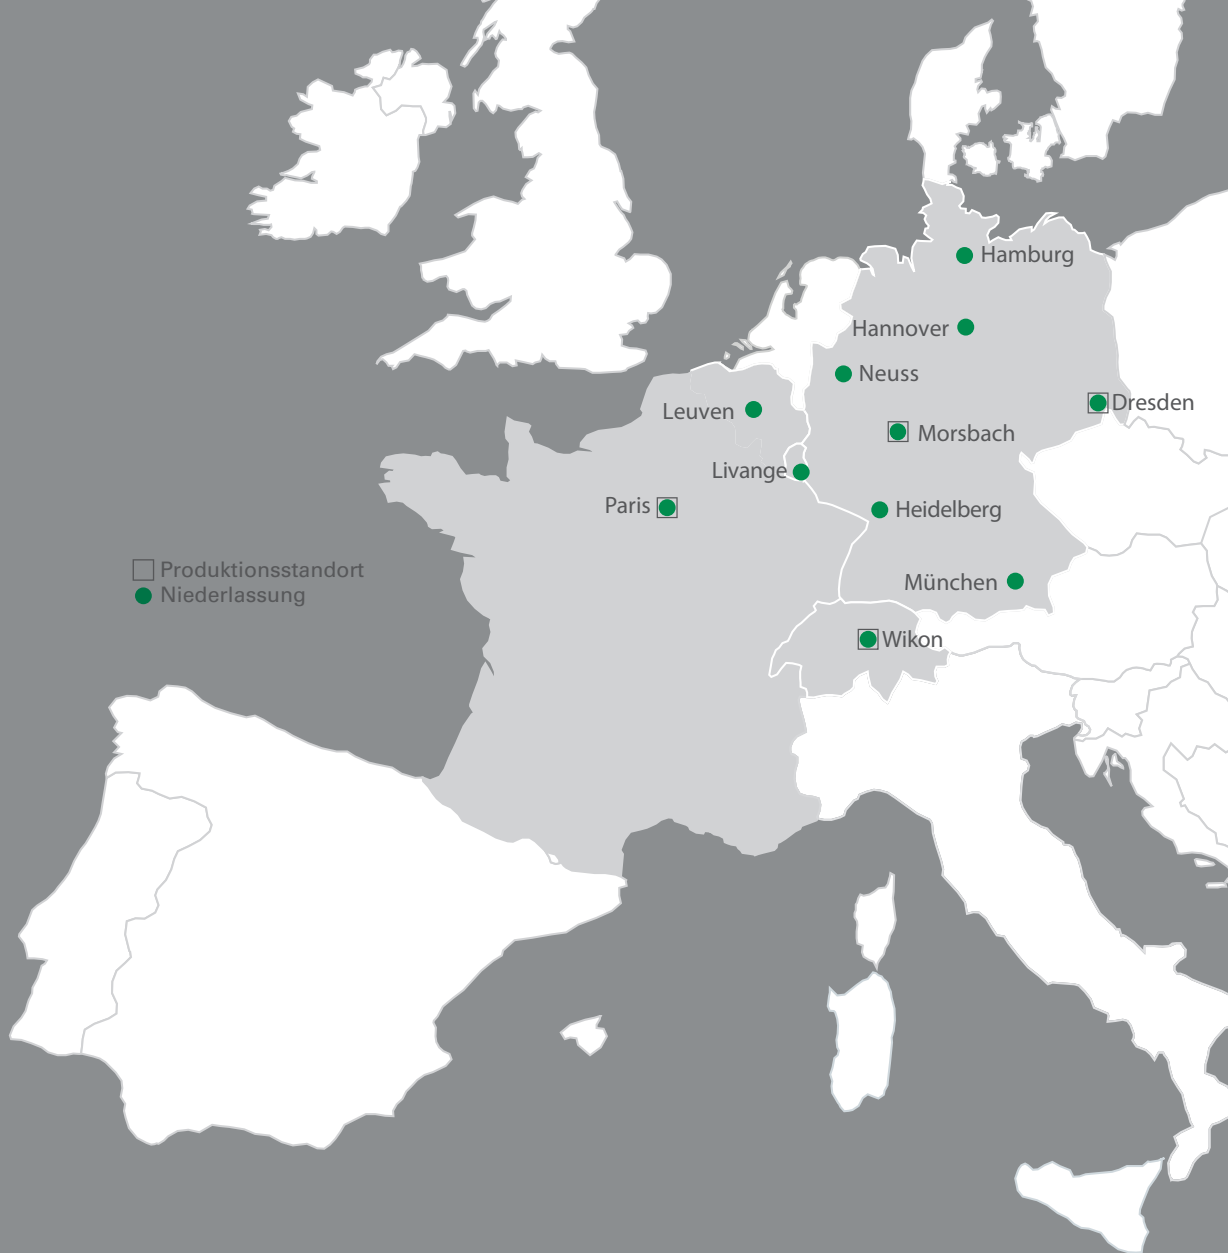 Hamburg
Hannover
Neuss
Leuven
Dresden
Morsbach
Livange
Paris
Heidelberg
Produktionsstandort
Niederlassung
München
Wikon